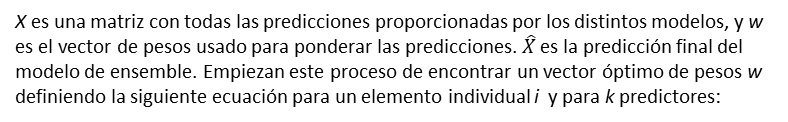 X es una matriz con todas las predicciones proporcionadas por los distintos modelos, y w
es el vector de pesos usado para ponderar las predicciones. X̂ es la predicción final del
modelo de ensemble. Empiezan este proceso de encontrar un vector óptimo de pesos w
definiendo la siguiente ecuación para un elemento individual i y para k predictores: